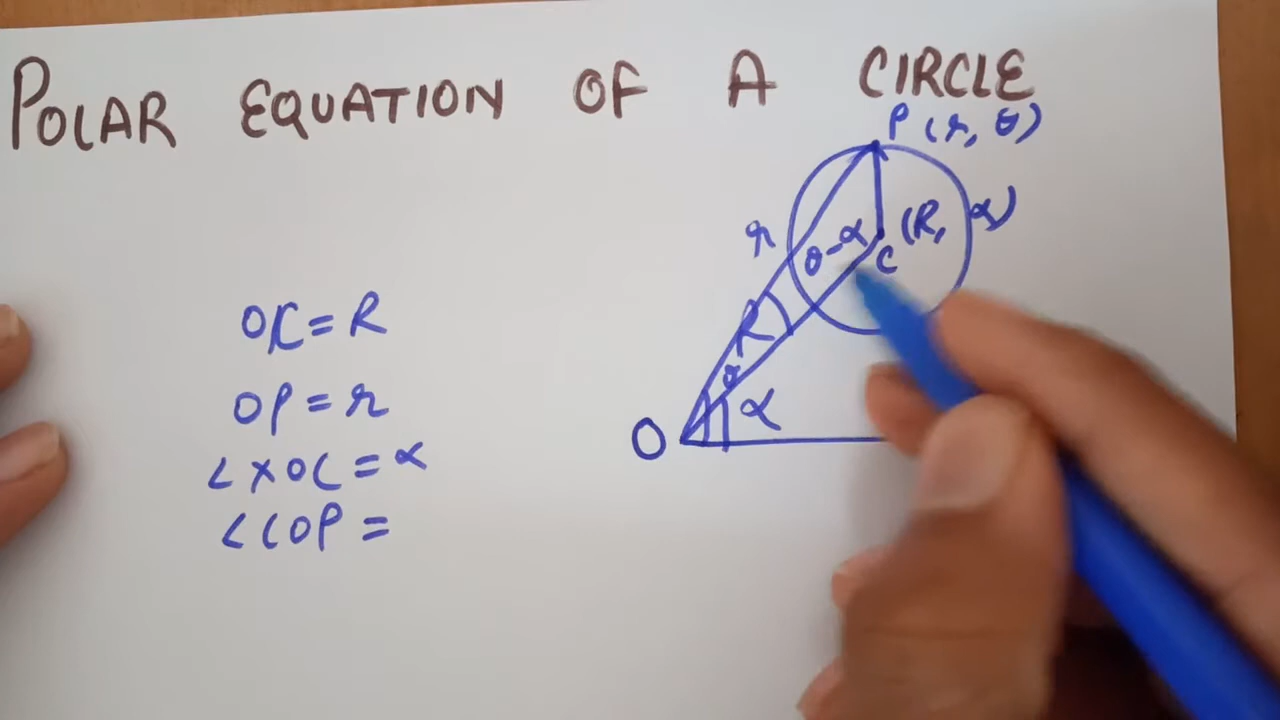 POLAR EQUATION OF A CIRCLE
P (r, θ)
r
θ-α
C
(R, α)
R
θ
α
O
OC = R
OP = r
∠XOC = α
∠COP =